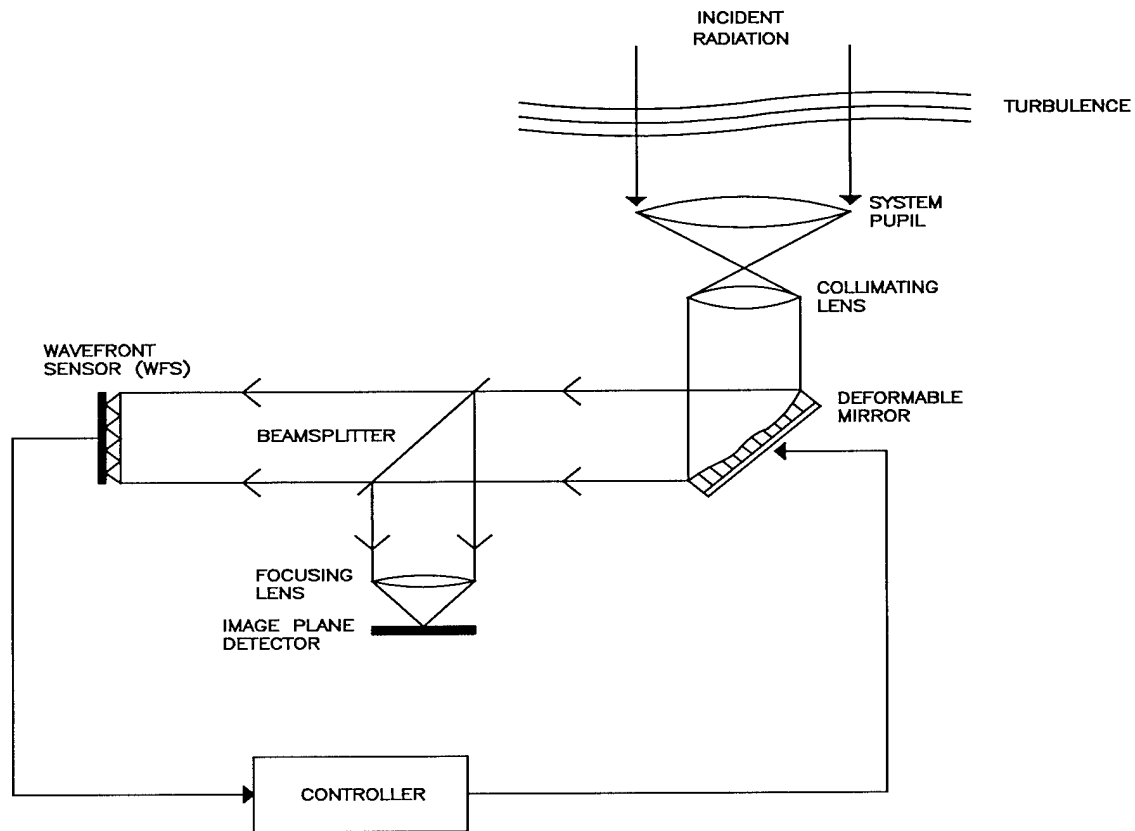 INCIDENT
RADIATION
TURBULENCE
SYSTEM
PUPIL
COLLIMATING
LENS
WAVEFRONT
SENSOR (WFS)
DEFORMABLE
MIRROR
BEAMSPLITTER
FOCUSING
LENS
IMAGE PLANE
DETECTOR
CONTROLLER